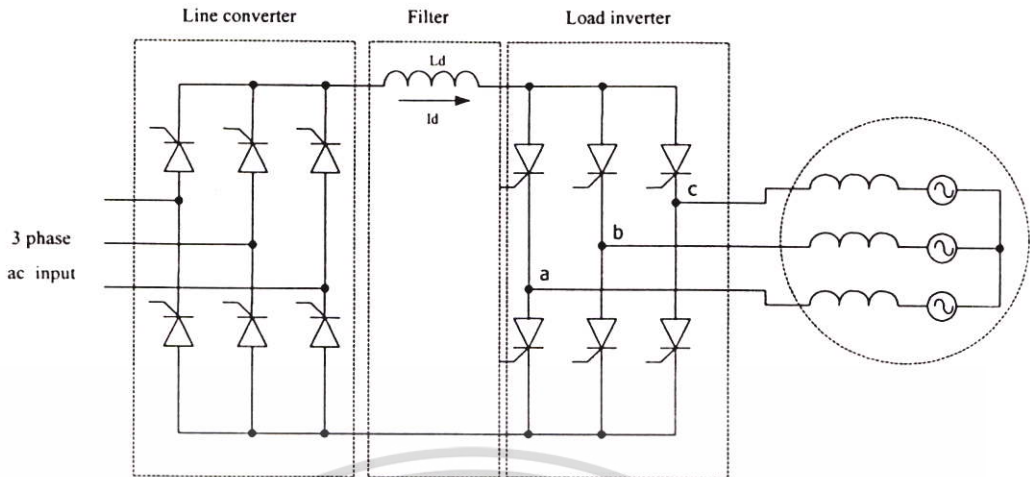 Line converter
Filter
Load inverter
Ld
Id
c
b
a
3 phase
ac input